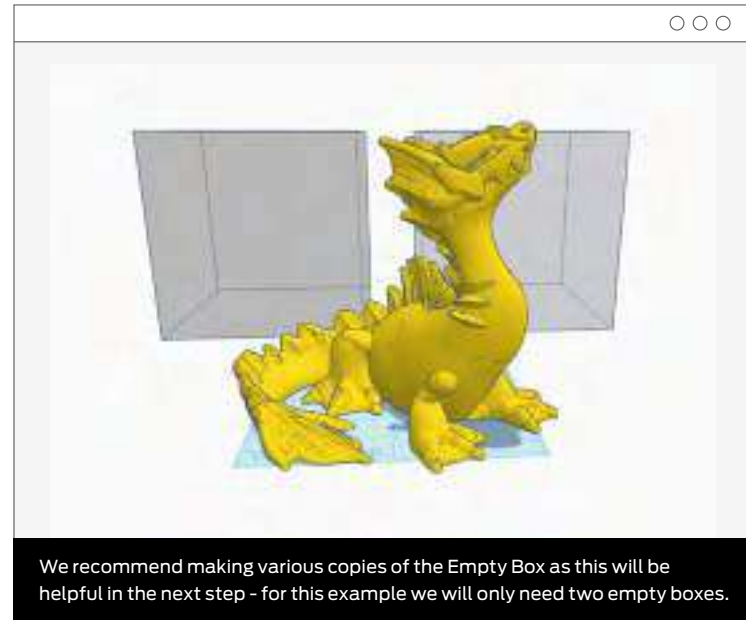 We recommend making various copies of the Empty Box as this will be
helpful in the next step - for this example we will only need two empty boxes.